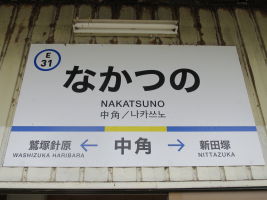 E
31
なかつの
NAKATSUNO
中角／나카쓰노
鷲塚針原 ← 中角 → 新田塚
WASHIZUKA-HARIBARA NITTAZUKA